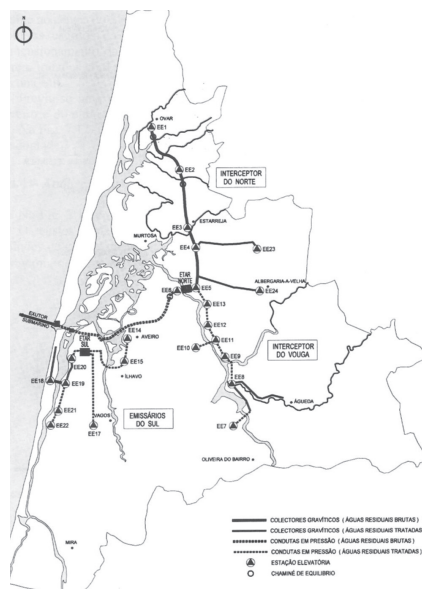 N
OVAR
EE1
EE2
INTERCEPTOR
DO NORTE
EE3
ESTARREJA
MURTOSA
EE4
EE23
ETAR
NORTE
ALBERGARIA-A-VELHA
EE6
EE5
EE24
EE13
EXUTOR
SUBMARINO
EE12
EE14
AVEIRO
EE11
INTERCEPTOR
DO VOUGA
ETAR
SUL
EE10
EE9
EE15
EE20
ÍLHAVO
EE8
EE18
EE19
ÁGUEDA
EE21
VAGOS
EMISSÁRIOS
DO SUL
EE22
EE17
EE7
OLIVEIRA DO BAIRRO
MIRA
COLECTORES GRAVÍTICOS ( ÁGUAS RESIDUAIS BRUTAS )
COLECTORES GRAVÍTICOS ( ÁGUAS RESIDUAIS TRATADAS )
CONDUTAS EM PRESSÃO ( ÁGUAS RESIDUAIS BRUTAS )
CONDUTAS EM PRESSÃO ( ÁGUAS RESIDUAIS TRATADAS )
ESTAÇÃO ELEVATÓRIA
CHAMINÉ DE EQUILIBRIO